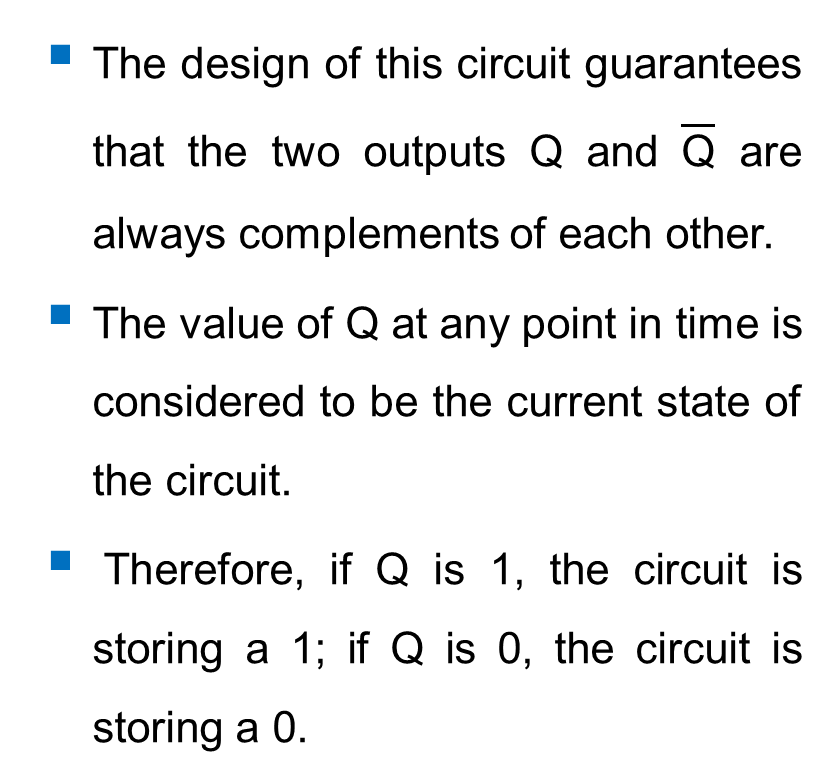 ▪ The design of this circuit guarantees
that the two outputs Q and Q̅ are
always complements of each other.
▪ The value of Q at any point in time is
considered to be the current state of
the circuit.
▪ Therefore, if Q is 1, the circuit is
storing a 1; if Q is 0, the circuit is
storing a 0.